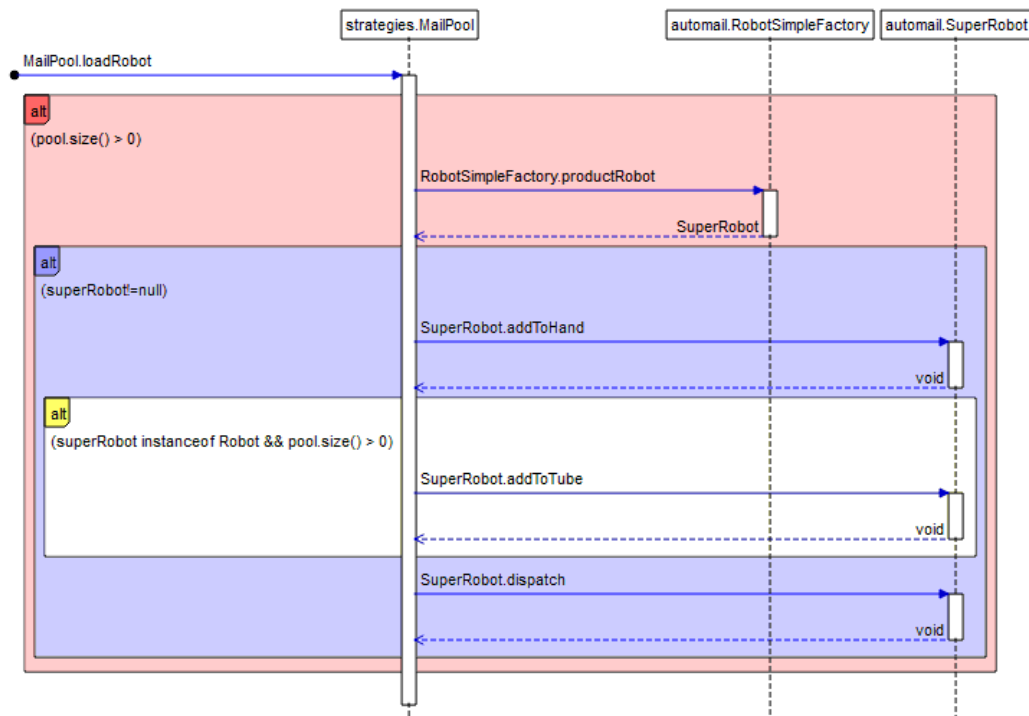 strategies.MailPool
automail.RobotSimpleFactory
automail.SuperRobot
MailPool.loadRobot
alt
(pool.size() > 0)
RobotSimpleFactory.productRobot
SuperRobot
alt
(superRobot!=null)
SuperRobot.addToHand
void
alt
(superRobot instanceof Robot && pool.size() > 0)
SuperRobot.addToTube
void
SuperRobot.dispatch
void